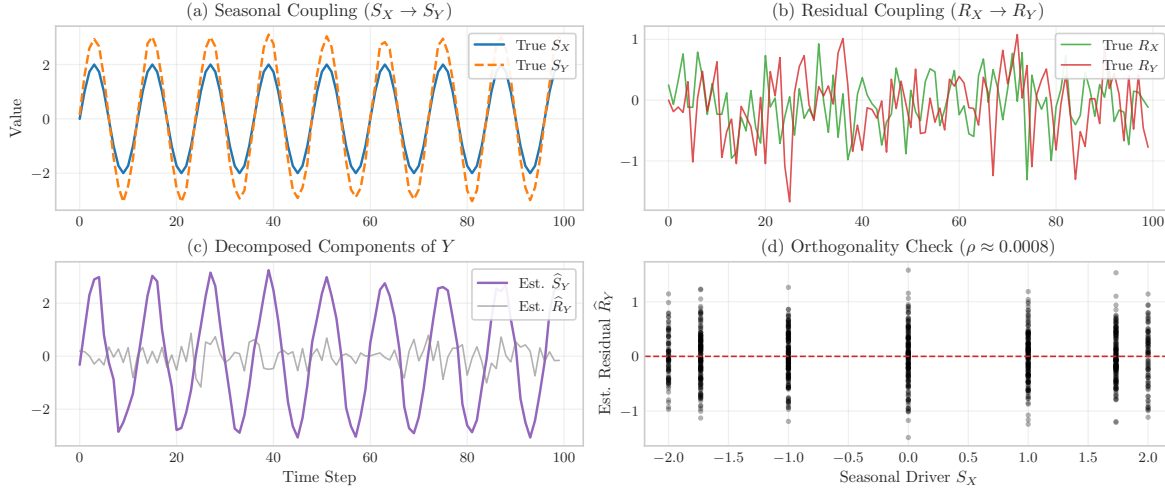 (a) Seasonal Coupling (S_X → S_Y)
True S_X
True S_Y
Value
2
0
−2
0 20 40 60 80 100
(b) Residual Coupling (R_X → R_Y)
True R_X
True R_Y
1
0
−1
0 20 40 60 80 100
(c) Decomposed Components of Y
Est. Ŝ_Y
Est. R̂_Y
2
0
−2
0 20 40 60 80 100
Time Step
(d) Orthogonality Check (ρ ≈ 0.0008)
Est. Residual R̂_Y
1
0
−1
−2.0 −1.5 −1.0 −0.5 0.0 0.5 1.0 1.5 2.0
Seasonal Driver S_X